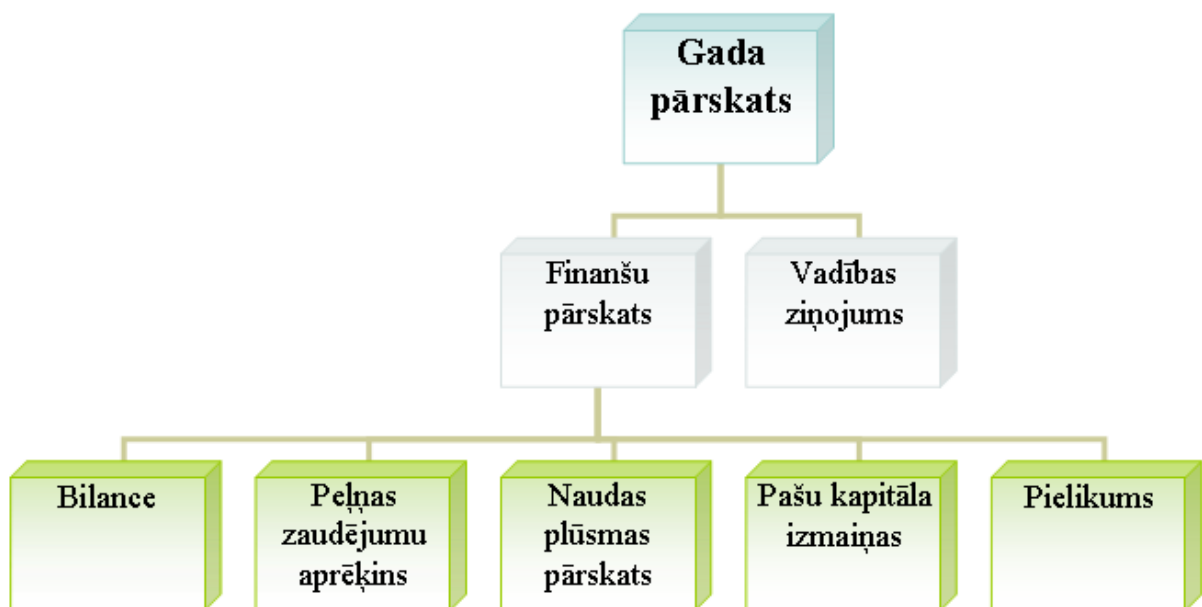 Gada
pārskats
Finanšu
pārskats
Vadības
ziņojums
Bilance
Peļņas
zaudējumu
aprēķins
Naudas
plūsmas
pārskats
Pašu kapitāla
izmaiņas
Pielikums